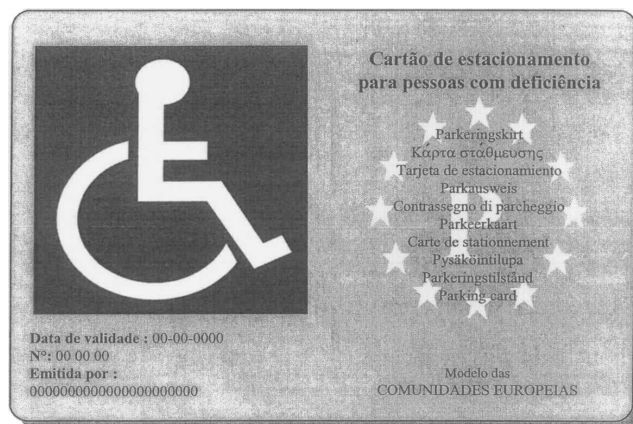 Cartão de estacionamento
para pessoas com deficiência
Parkeringskirt
Κάρτα στάθμευσης
Tarjeta de estacionamiento
Parkausweis
Contrassegno di parcheggio
Parkeerkaart
Carte de stationnement
Pysäköintilupa
Parkeringstilstånd
Parking card
P
Data de validade : 00-00-0000
Nº: 00 00 00
Emitida por :
0000000000000000000000
Modelo das
COMUNIDADES EUROPEIAS